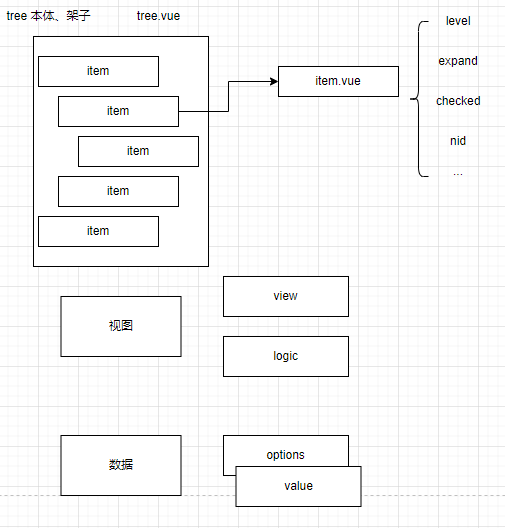 tree 本体、架子
tree.vue
level
item
expand
item.vue
item
checked
item
nid
item
...
item
view
视图
logic
options
数据
value